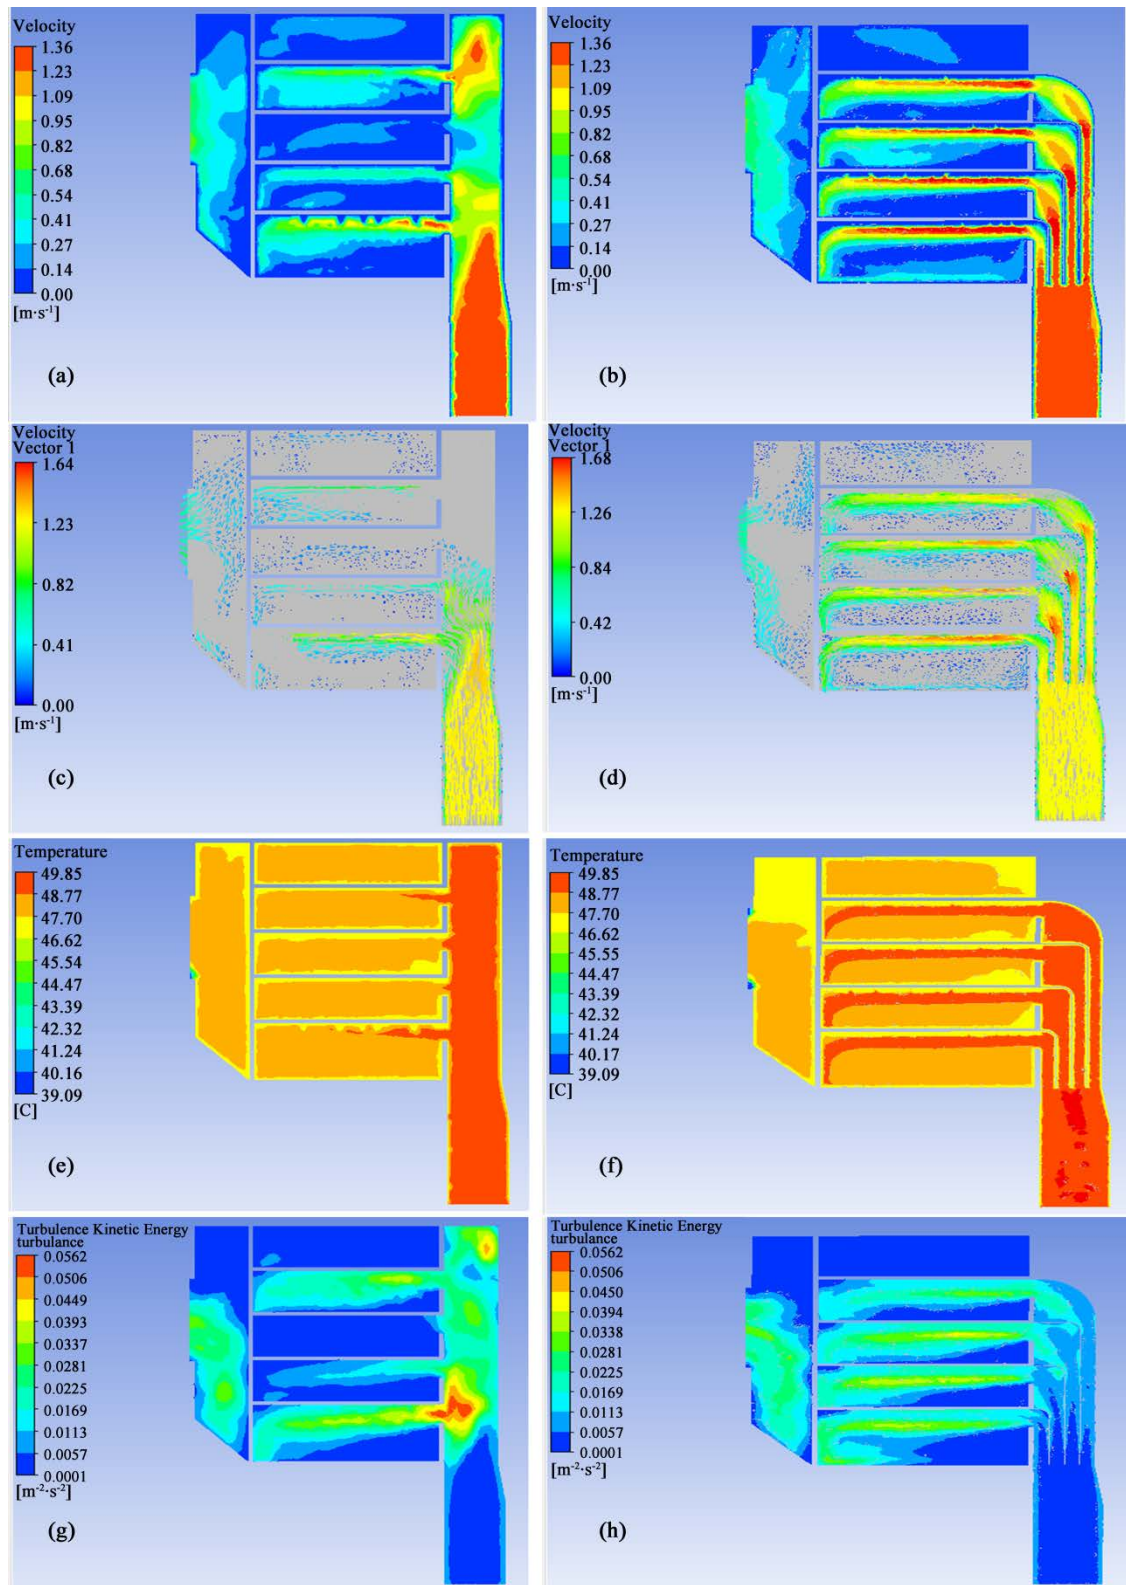 Velocity
1.36
1.23
1.09
0.95
0.82
0.68
0.54
0.41
0.27
0.14
0.00
[m·s⁻¹]
(a)
Velocity
1.36
1.23
1.09
0.95
0.82
0.68
0.54
0.41
0.27
0.14
0.00
[m·s⁻¹]
(b)
Velocity
Vector 1
1.64
1.23
0.82
0.41
0.00
[m·s⁻¹]
(c)
Velocity
Vector 1
1.68
1.26
0.84
0.42
0.00
[m·s⁻¹]
(d)
Temperature
49.85
48.77
47.70
46.62
45.54
44.47
43.39
42.32
41.24
40.16
39.09
[C]
(e)
Temperature
49.85
48.77
47.70
46.62
45.55
44.47
43.39
42.32
41.24
40.17
39.09
[C]
(f)
Turbulence Kinetic Energy
turbulance
0.0562
0.0506
0.0449
0.0393
0.0337
0.0281
0.0225
0.0169
0.0113
0.0057
0.0001
[m⁻²·s⁻²]
(g)
Turbulence Kinetic Energy
turbulance
0.0562
0.0506
0.0450
0.0394
0.0338
0.0281
0.0225
0.0169
0.0113
0.0057
0.0001
[m⁻²·s⁻²]
(h)